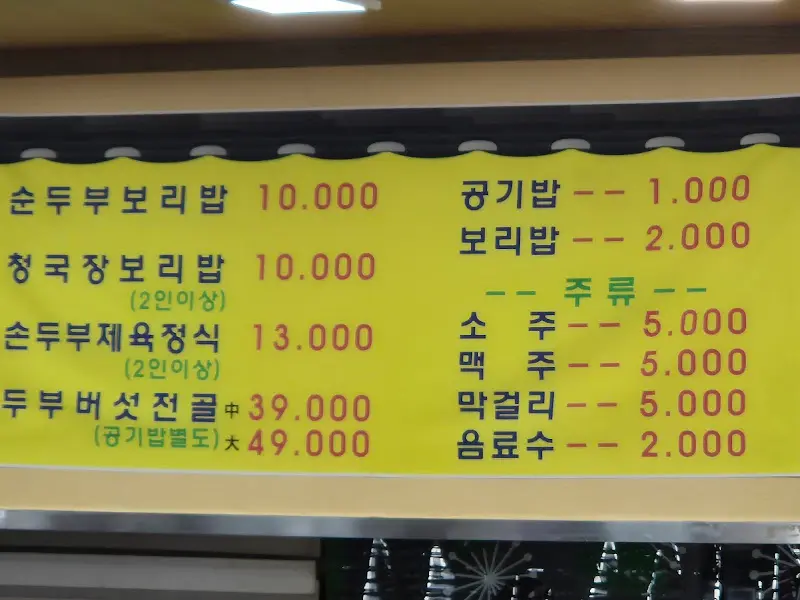 순두부보리밥 10.000
청국장보리밥 10.000
(2인이상)
손두부제육정식 13.000
(2인이상)
두부버섯전골 中 39.000
(공기밥별도) 大 49.000
공기밥 -- 1.000
보리밥 -- 2.000
-- 주류 --
소 주 -- 5.000
맥 주 -- 5.000
막걸리 -- 5.000
음료수 -- 2.000